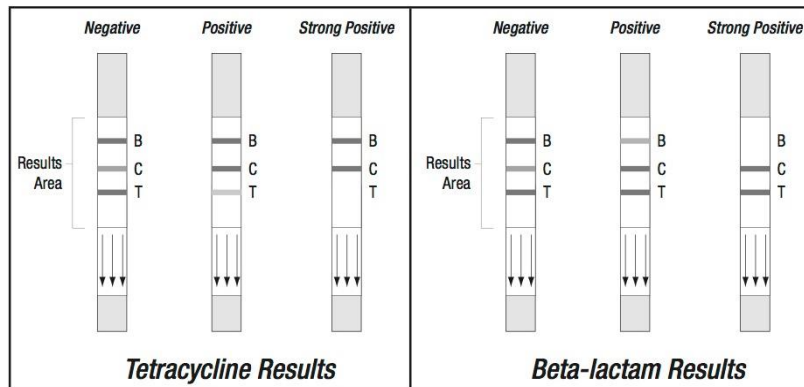 Negative Positive Strong Positive
B B B
Results Area
C C C
T T T
Tetracycline Results
Negative Positive Strong Positive
B B B
Results Area
C C C
T T T
Beta-lactam Results